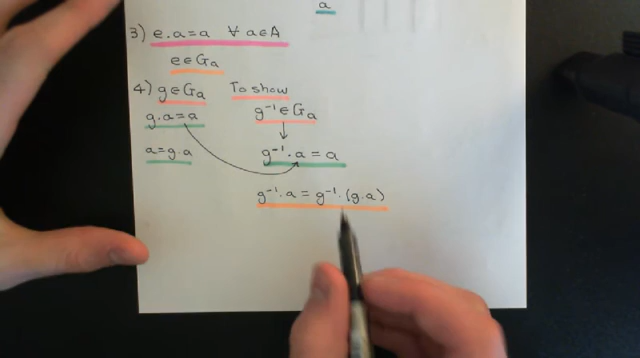 a
3) e.a=a ∀ a∈A
e∈Gₐ
4) g∈Gₐ To show
g.a=a g⁻¹∈Gₐ
↓
a=g.a g⁻¹.a=a
g⁻¹.a=g⁻¹.(g.a)